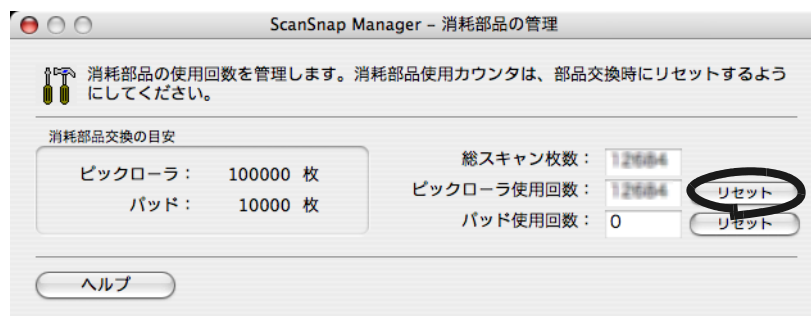 ScanSnap Manager – 消耗部品の管理
消耗部品の使用回数を管理します。消耗部品使用カウンタは、部品交換時にリセットするよう
にしてください。
消耗部品交換の目安
ピックローラ： 100000 枚
パッド： 10000 枚
総スキャン枚数： 12684
ピックローラ使用回数： 12684 リセット
パッド使用回数： 0 リセット
ヘルプ